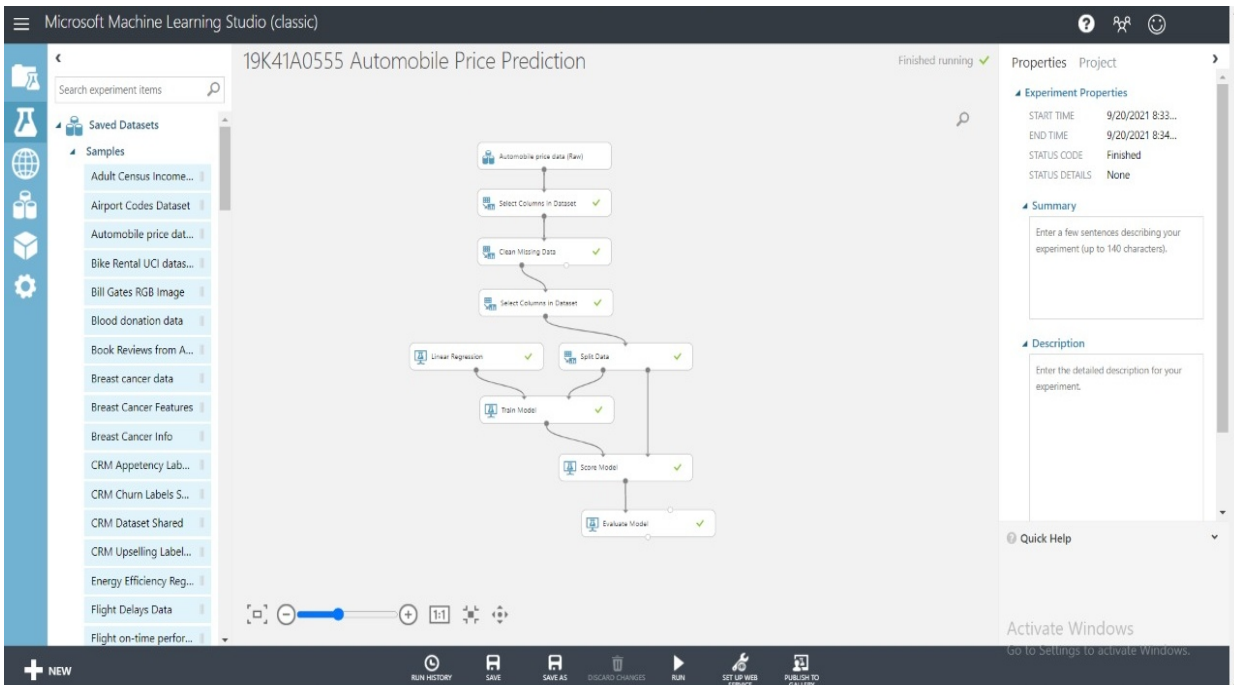 Microsoft Machine Learning Studio (classic)
Search experiment items
Saved Datasets
Samples
Adult Census Income...
Airport Codes Dataset
Automobile price dat...
Bike Rental UCI datas...
Bill Gates RGB Image
Blood donation data
Book Reviews from A...
Breast cancer data
Breast Cancer Features
Breast Cancer Info
CRM Appetency Lab...
CRM Churn Labels S...
CRM Dataset Shared
CRM Upselling Label...
Energy Efficiency Reg...
Flight Delays Data
Flight on-time perfor...
19K41A0555 Automobile Price Prediction
Finished running
Automobile price data (Raw)
Select Columns in Dataset
Clean Missing Data
Select Columns in Dataset
Linear Regression
Split Data
Train Model
Score Model
Evaluate Model
1:1
Properties Project
Experiment Properties
START TIME 9/20/2021 8:33...
END TIME 9/20/2021 8:34...
STATUS CODE Finished
STATUS DETAILS None
Summary
Enter a few sentences describing your
experiment (up to 140 characters).
Description
Enter the detailed description for your
experiment.
Quick Help
Activate Windows
Go to Settings to activate Windows.
NEW
RUN HISTORY
SAVE
SAVE AS
DISCARD CHANGES
RUN
SET UP WEB
SERVICE
PUBLISH TO
GALLERY